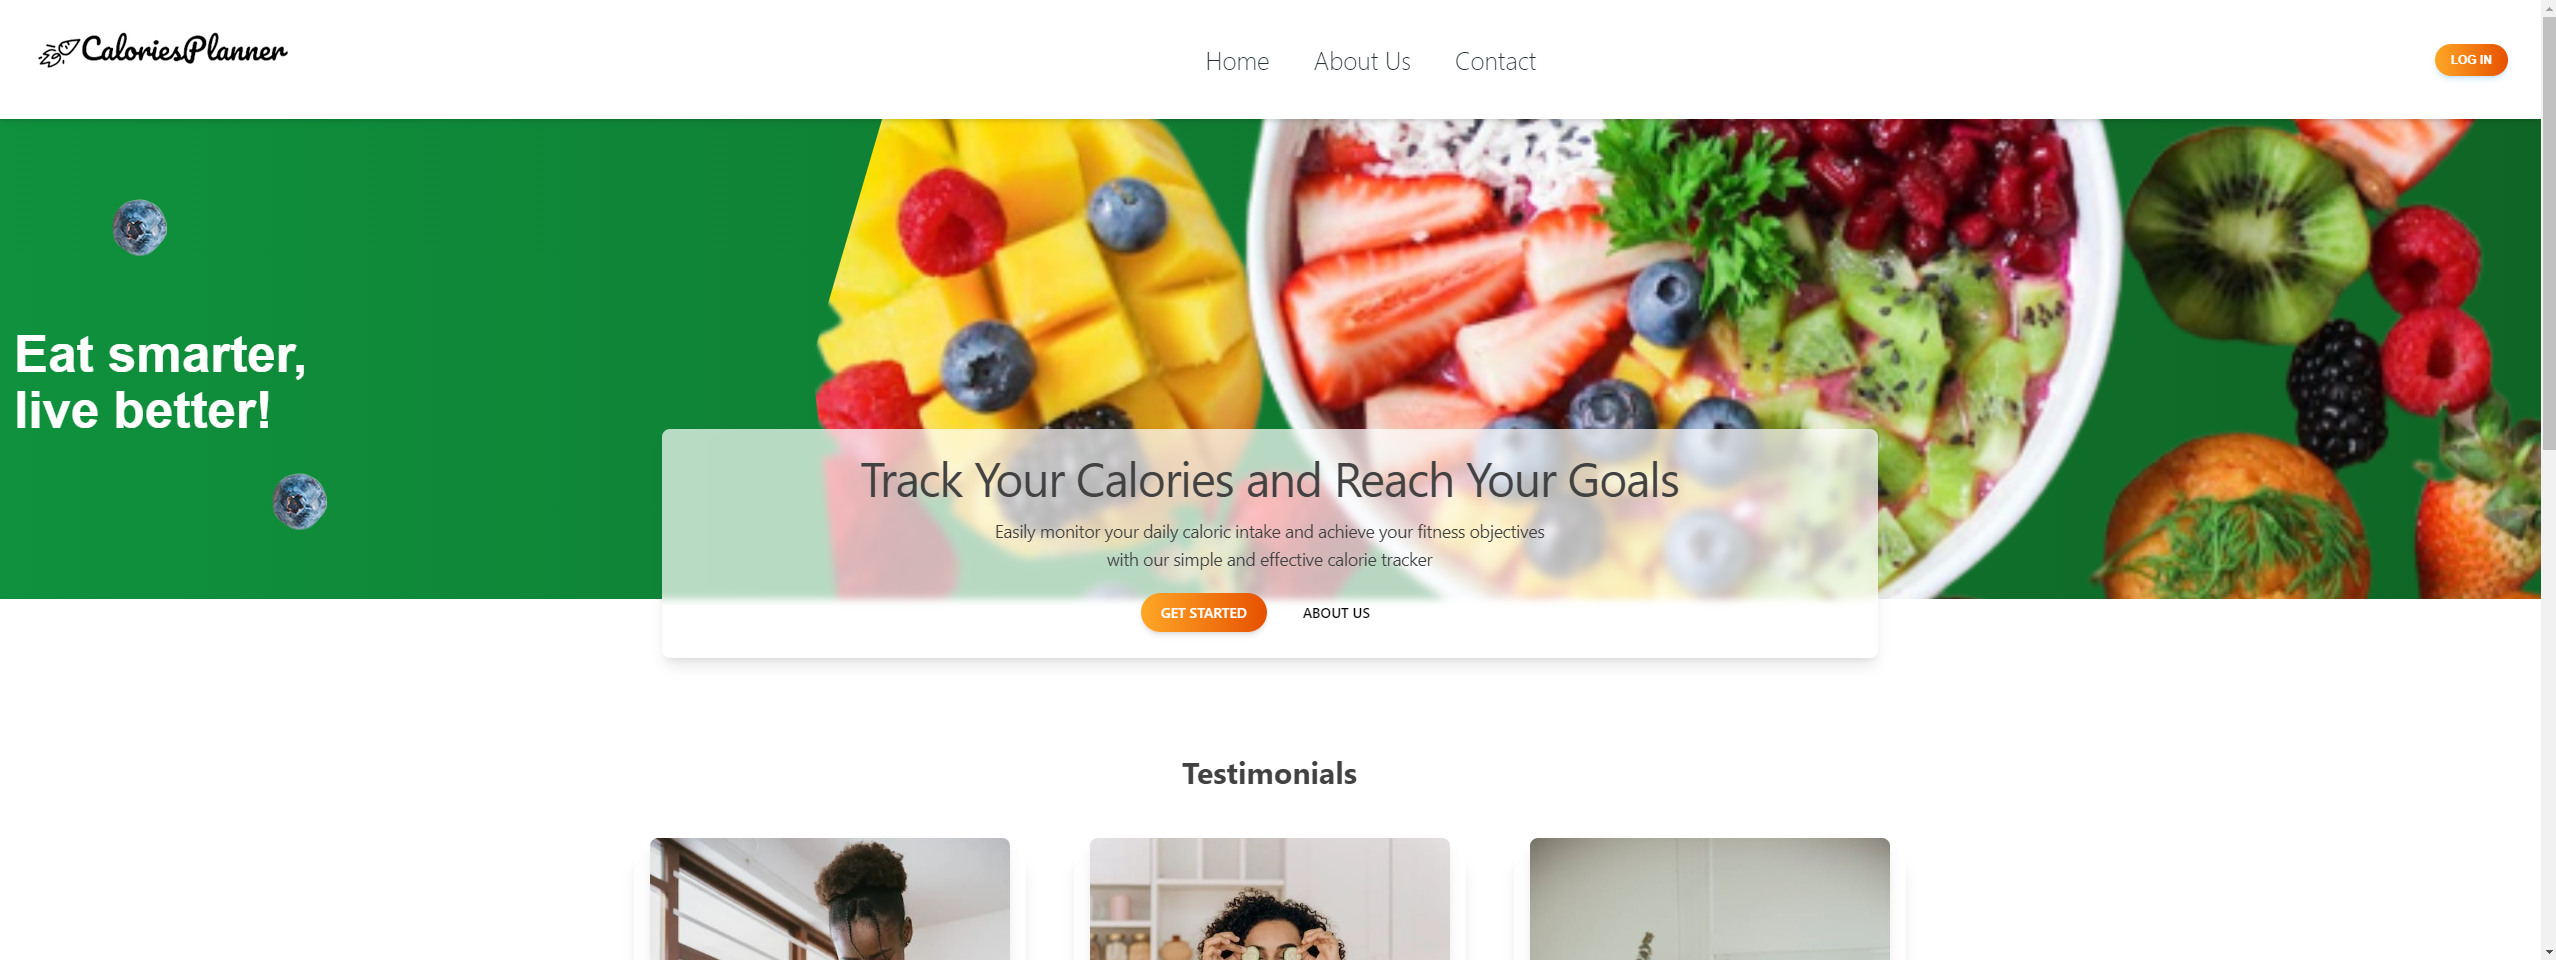 CaloriesPlanner
Home
About Us
Contact
LOG IN
Eat smarter,
live better!
Track Your Calories and Reach Your Goals
Easily monitor your daily caloric intake and achieve your fitness objectives
with our simple and effective calorie tracker
GET STARTED
ABOUT US
Testimonials